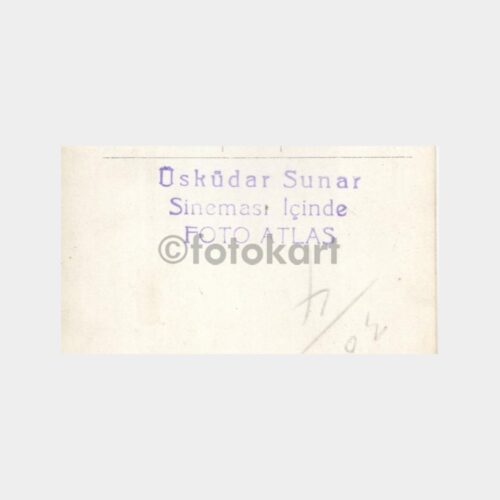 Üsküdar Sunar
Sineması İçinde
FOTO ATLAS
©fotokart